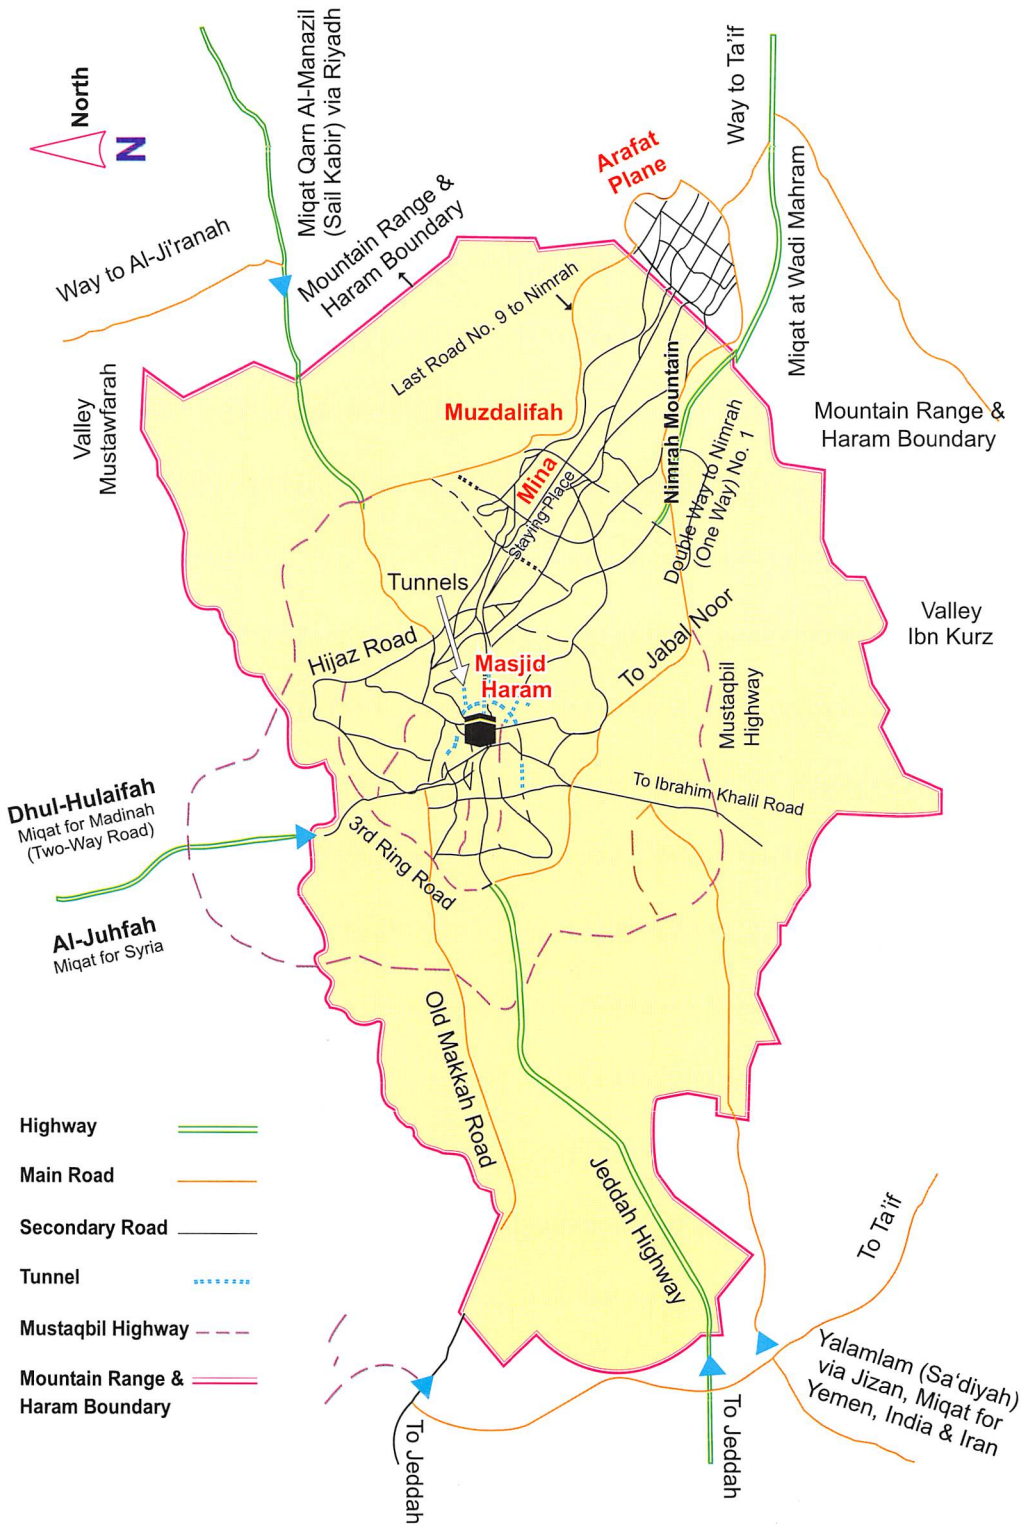 North
N
Miqat Qarn Al-Manazil
(Sail Kabir) via Riyadh
Way to Ta'if
Arafat
Plane
Way to Al-Ji'ranah
Mountain Range &
Haram Boundary
Miqat at Wadi Mahram
Last Road No. 9 to Nimrah
Valley
Mustawfarah
Muzdalifah
Nimrah Mountain
Mountain Range &
Haram Boundary
Mina
Staying Place
Double Way to Nimrah
(One Way) No. 1
Tunnels
Valley
Ibn Kurz
Hijaz Road
Masjid
Haram
To Jabal Noor
Mustaqbil
Highway
Dhul-Hulaifah
Miqat for Madinah
(Two-Way Road)
To Ibrahim Khalil Road
3rd Ring Road
Al-Juhfah
Miqat for Syria
Old Makkah Road
Jeddah Highway
To Ta'if
Highway
Main Road
Secondary Road
Tunnel
Mustaqbil Highway
Mountain Range &
Haram Boundary
Yalamlam (Sa'diyah)
via Jizan, Miqat for
Yemen, India & Iran
To Jeddah
To Jeddah